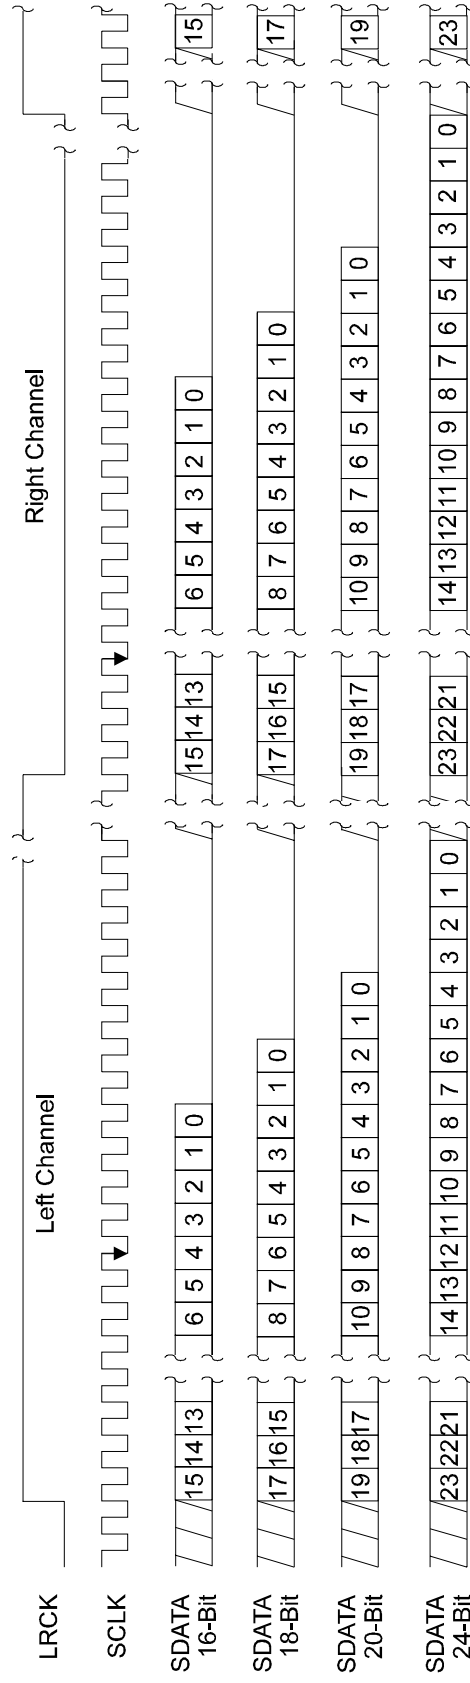 Left Channel
Right Channel
LRCK
SCLK
SDATA
16-Bit
15 14 13 6 5 4 3 2 1 0 15 14 13 6 5 4 3 2 1 0 15
SDATA
18-Bit
17 16 15 8 7 6 5 4 3 2 1 0 17 16 15 8 7 6 5 4 3 2 1 0 17
SDATA
20-Bit
19 18 17 10 9 8 7 6 5 4 3 2 1 0 19 18 17 10 9 8 7 6 5 4 3 2 1 0 19
SDATA
24-Bit
23 22 21 14 13 12 11 10 9 8 7 6 5 4 3 2 1 0 23 22 21 14 13 12 11 10 9 8 7 6 5 4 3 2 1 0 23